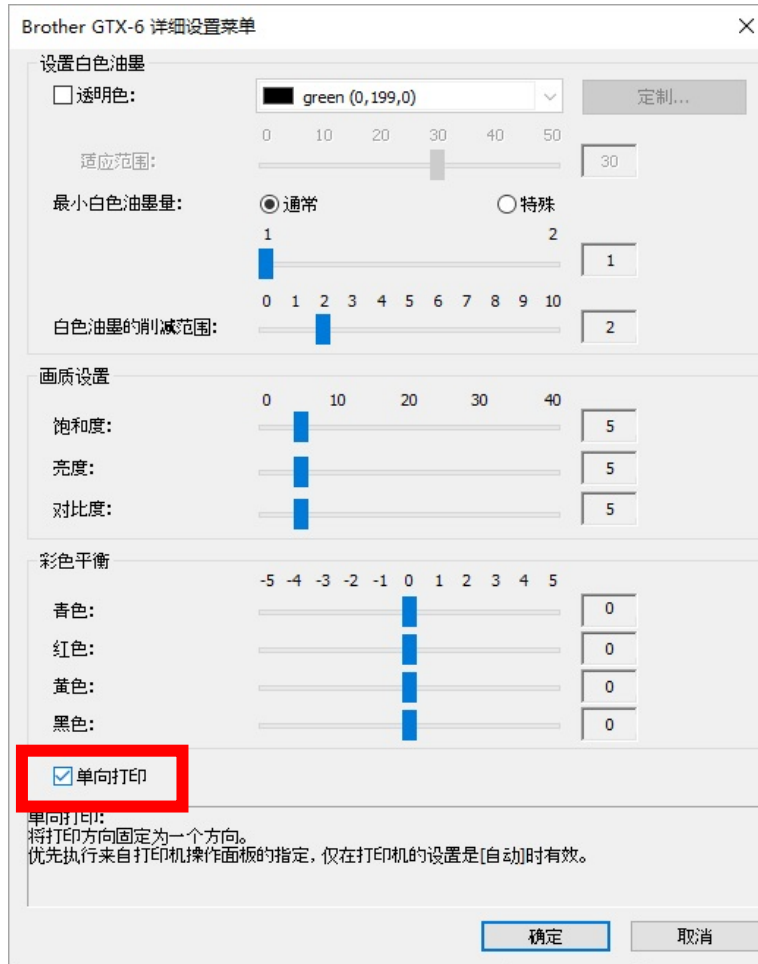 Brother GTX-6 详细设置菜单
设置白色油墨
透明色: green (0,199,0) 定制...
0 10 20 30 40 50
适应范围: 30
最小白色油墨量: 通常 特殊
1 2
1
0 1 2 3 4 5 6 7 8 9 10
白色油墨的削减范围: 2
画质设置
0 10 20 30 40
饱和度: 5
亮度: 5
对比度: 5
彩色平衡
-5 -4 -3 -2 -1 0 1 2 3 4 5
青色: 0
红色: 0
黄色: 0
黑色: 0
单向打印
单向打印:
将打印方向固定为一个方向。
优先执行来自打印机操作面板的指定, 仅在打印机的设置是[自动]时有效。
确定 取消